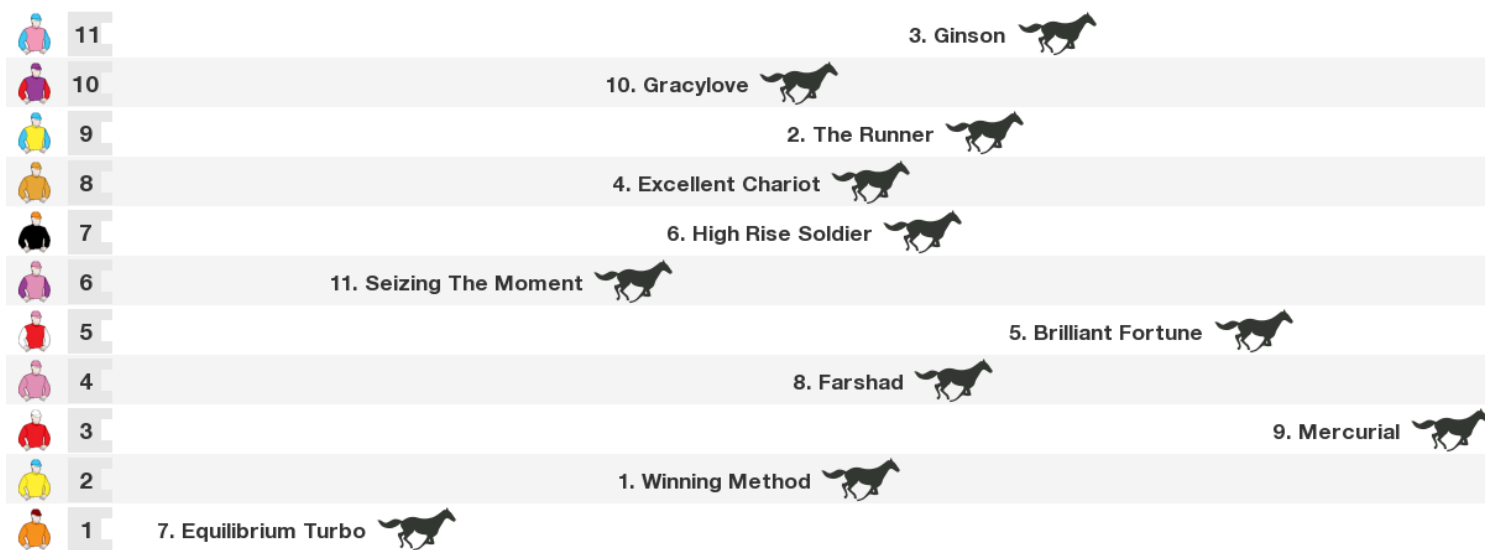 11 3. Ginson
10 10. Gracylove
9 2. The Runner
8 4. Excellent Chariot
7 6. High Rise Soldier
6 11. Seizing The Moment
5 5. Brilliant Fortune
4 8. Farshad
3 9. Mercurial
2 1. Winning Method
1 7. Equilibrium Turbo